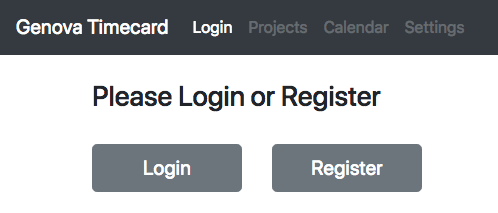 Genova Timecard Login Projects Calendar Settings
Please Login or Register
Login Register